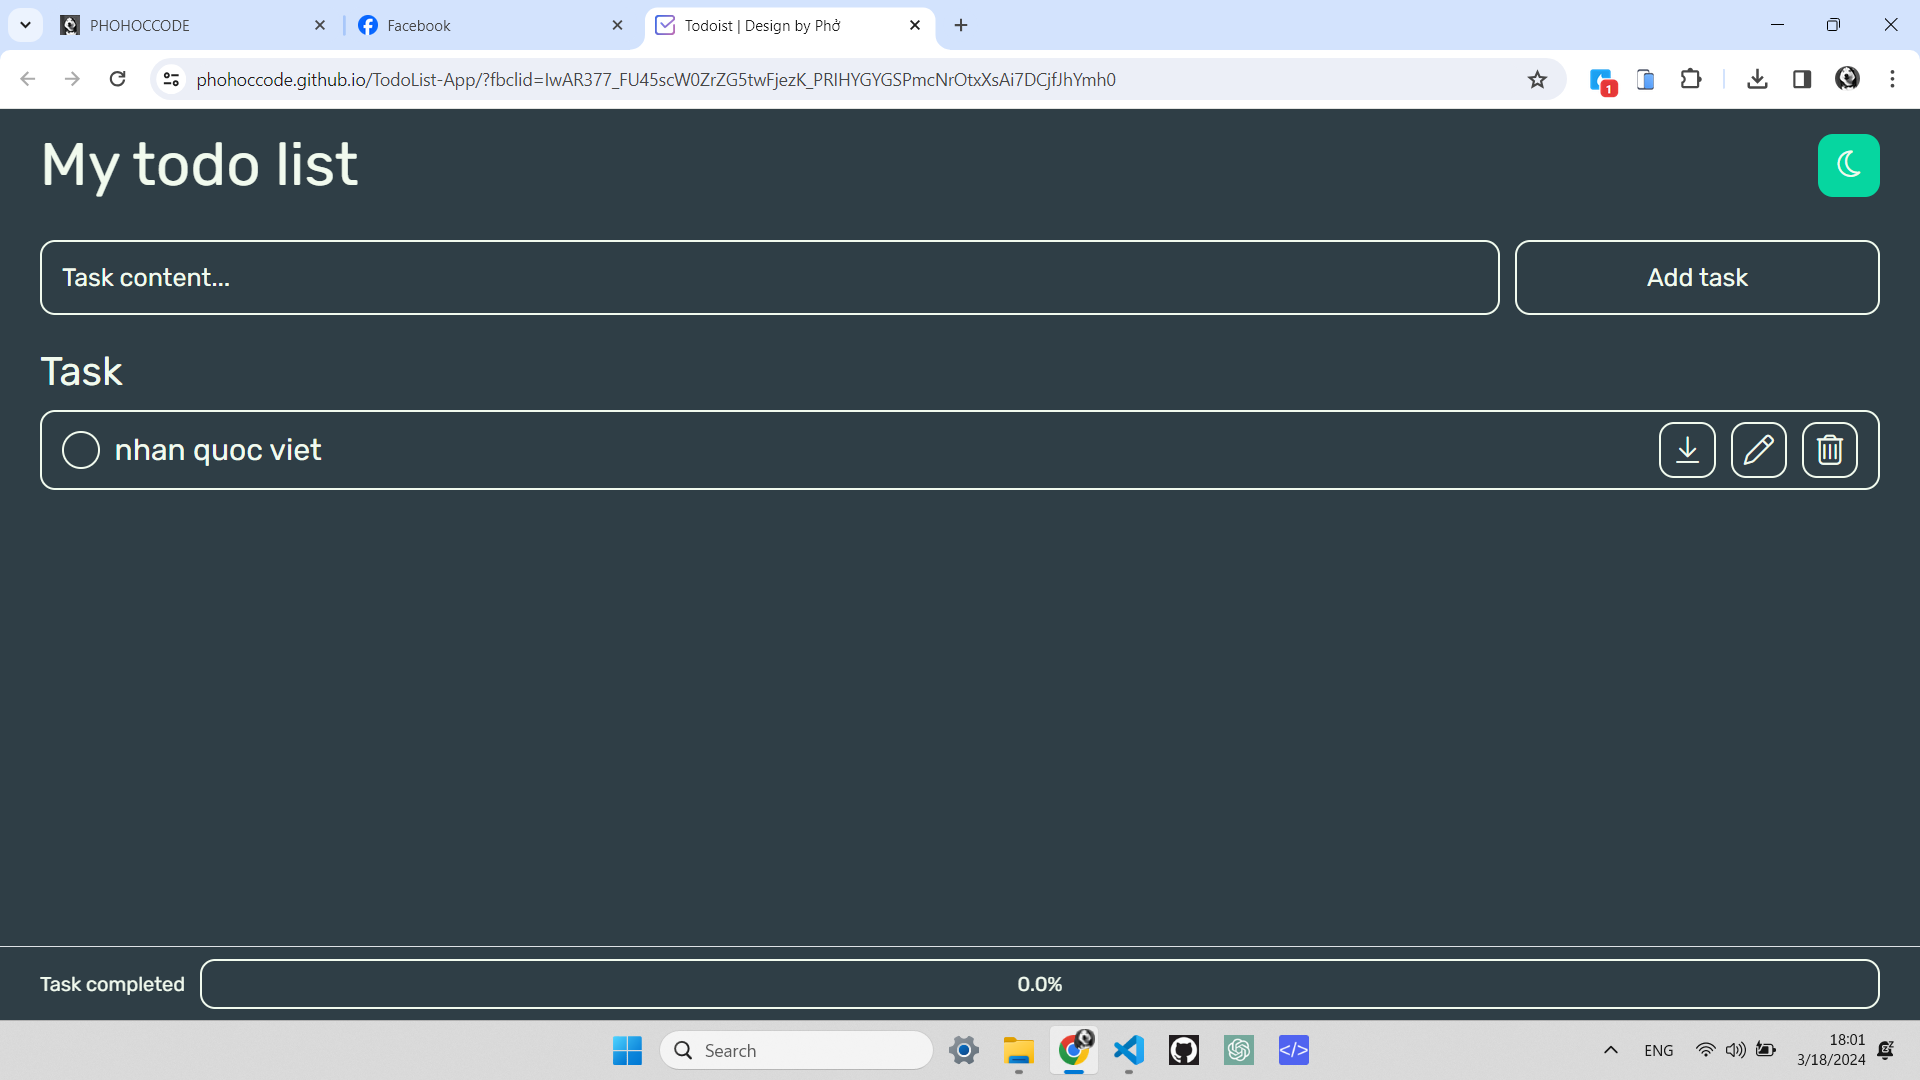 PHOHOCCODE
Facebook
Todoist | Design by Phở
phohoccode.github.io/TodoList-App/?fbclid=IwAR377_FU45scW0ZrZG5twFjezK_PRIHYGYGSPmcNrOtxXsAi7DCjfJhYmh0
1
My todo list
Task content...
Add task
Task
nhan quoc viet
Task completed
0.0%
Search
ENG
18:01
3/18/2024